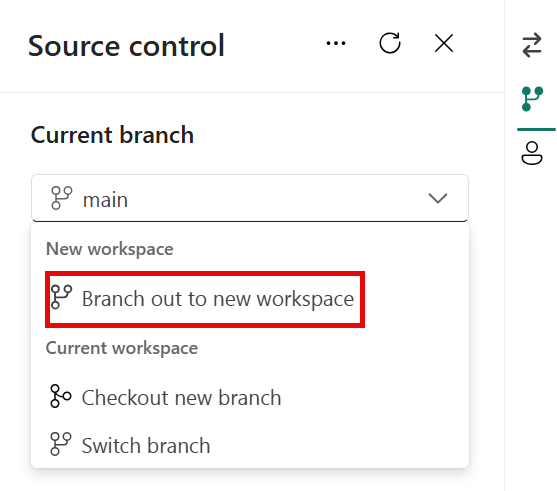 Source control
Current branch
main
New workspace
Branch out to new workspace
Current workspace
Checkout new branch
Switch branch